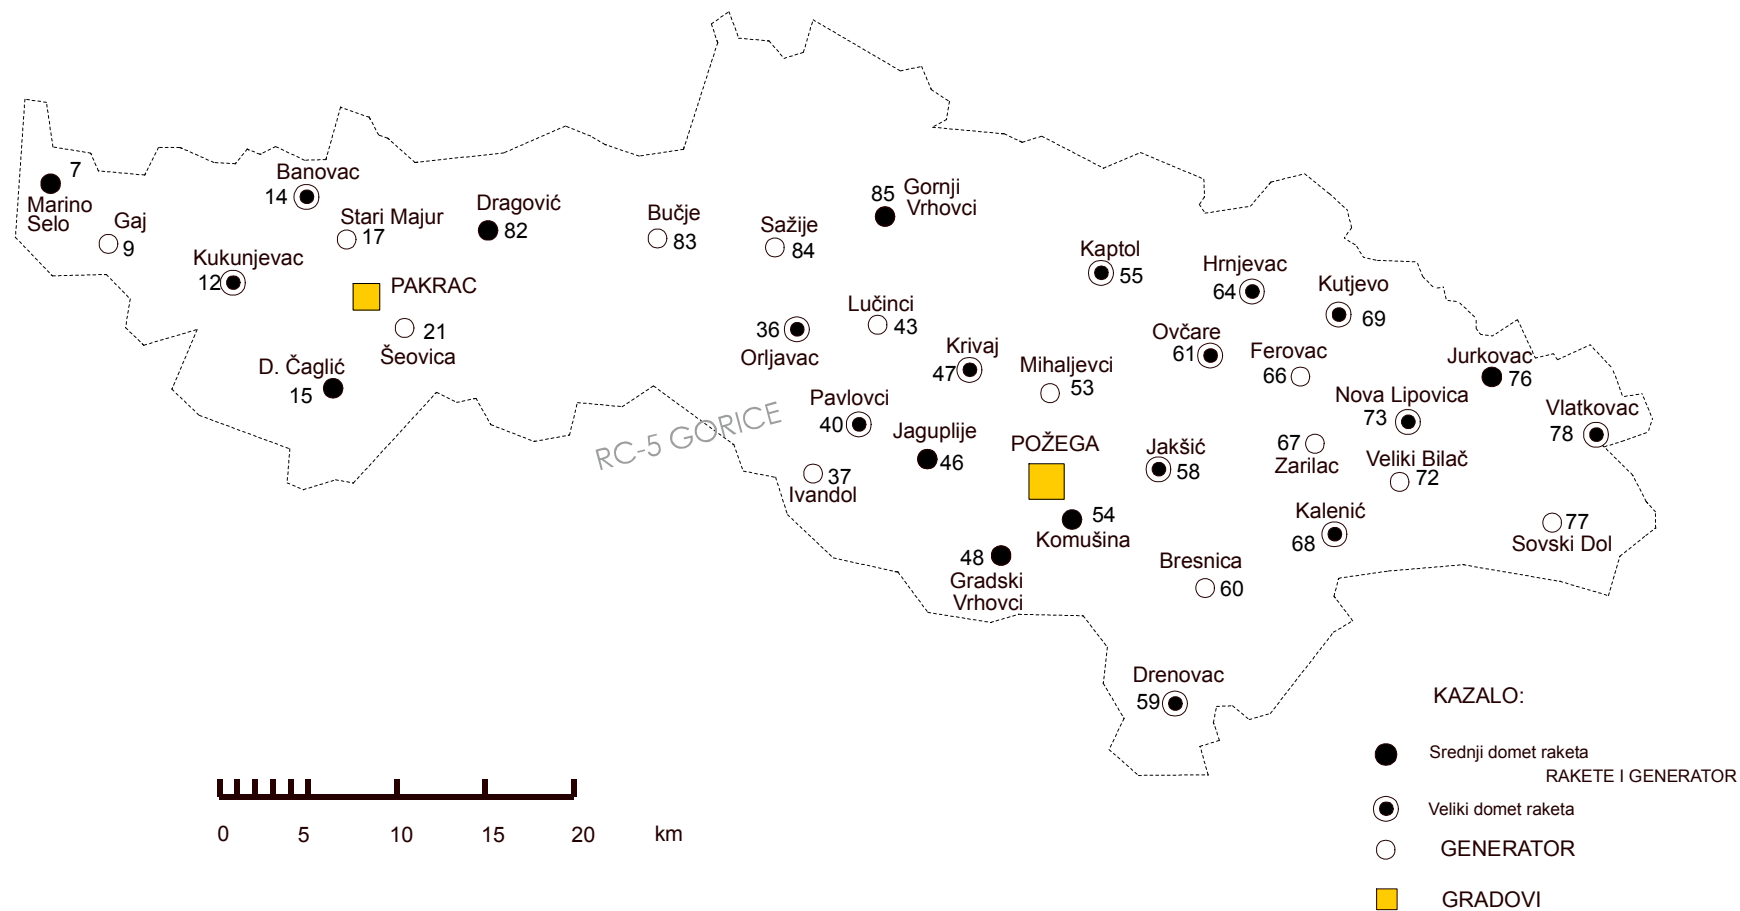 7
Marino
Selo
Gaj
9
Banovac
14
Stari Majur
17
Kukunjevac
12
PAKRAC
21
Šeovica
D. Čaglić
15
Dragović
82
Bučje
83
Sažije
84
85
Gornji
Vrhovci
Lučinci
43
36
Orljavac
Krivaj
47
Pavlovci
40
Jaguplije
46
RC-5 GORICE
37
Ivandol
Mihaljevci
53
POŽEGA
54
Komušina
48
Gradski
Vrhovci
Kaptol
55
Hrnjevac
64
Kutjevo
69
Ovčare
61
Ferovac
66
Jurkovac
76
Nova Lipovica
73
Vlatkovac
78
Jakšić
58
67
Zarilac
Veliki Bilač
72
Kalenić
68
77
Sovski Dol
Bresnica
60
Drenovac
59
0 5 10 15 20 km
KAZALO:
Srednji domet raketa
RAKETE I GENERATOR
Veliki domet raketa
GENERATOR
GRADOVI